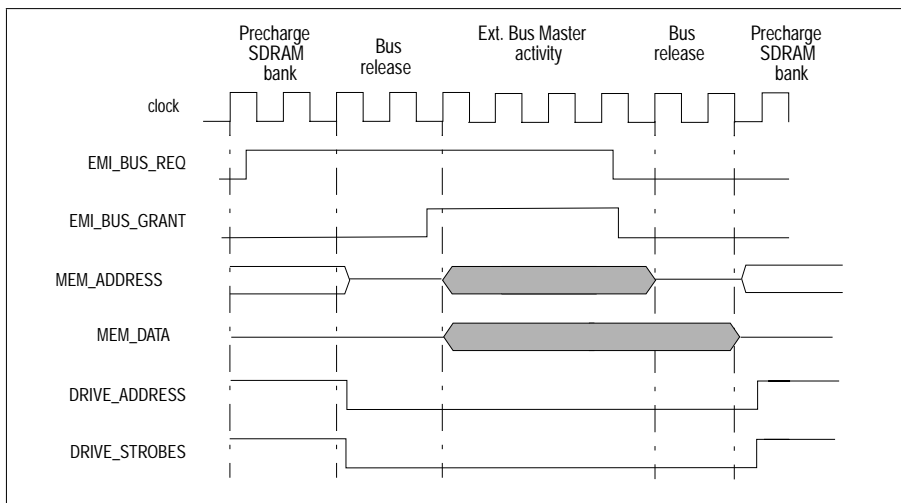 Precharge
SDRAM
bank
Bus
release
Ext. Bus Master
activity
Bus
release
Precharge
SDRAM
bank
clock
EMI_BUS_REQ
EMI_BUS_GRANT
MEM_ADDRESS
MEM_DATA
DRIVE_ADDRESS
DRIVE_STROBES